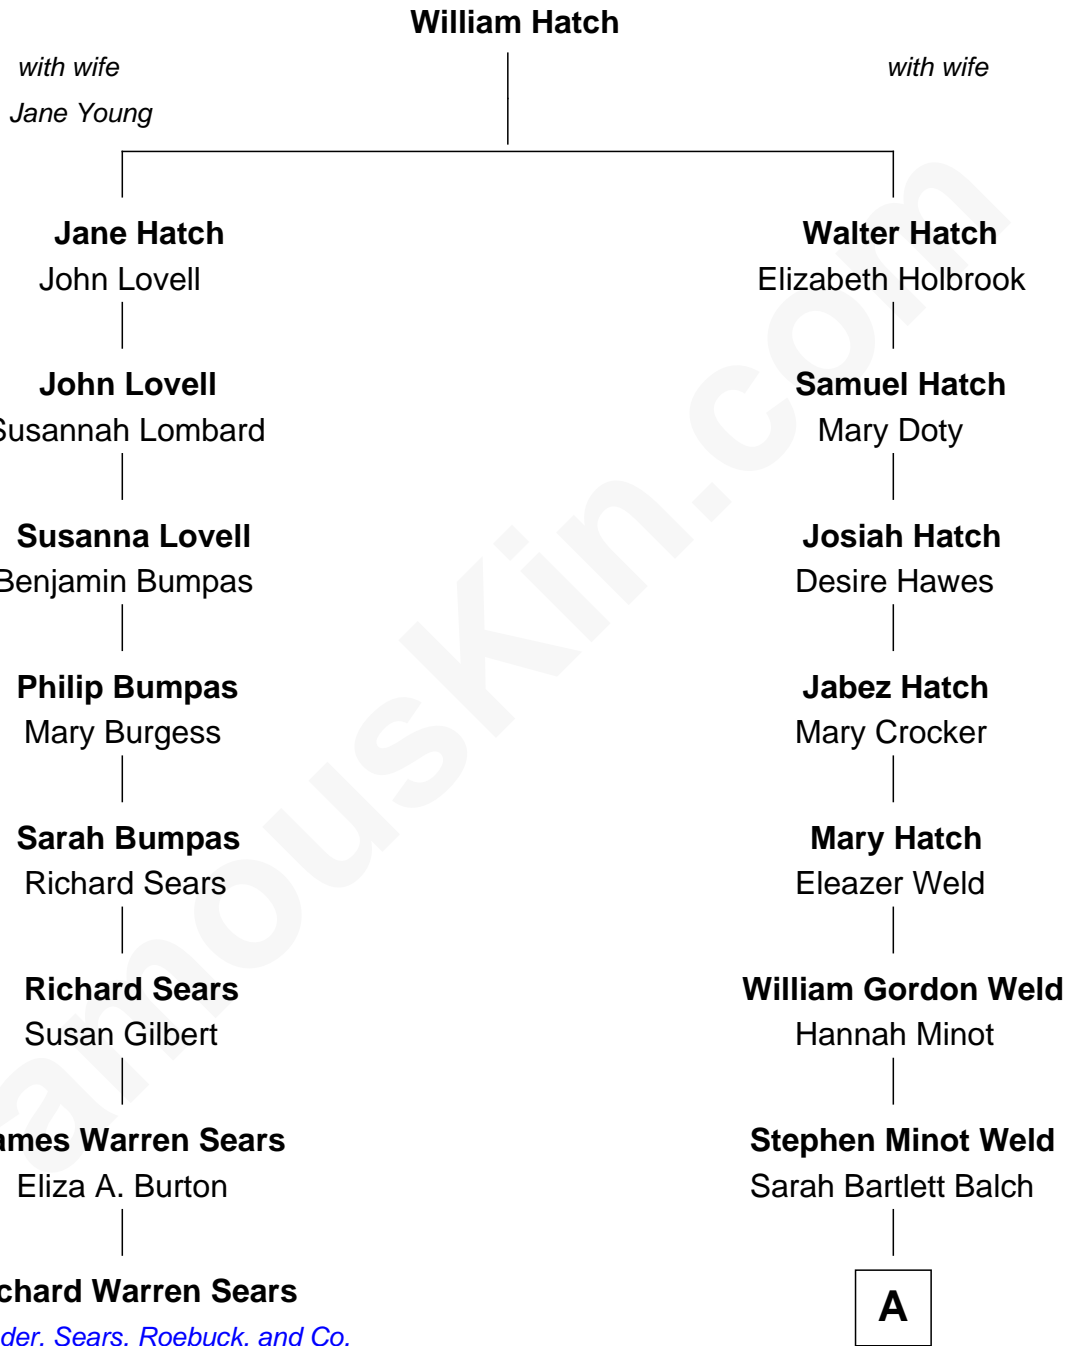 William Hatch
with wife
with wife
Jane Young
Jane Hatch
Walter Hatch
John Lovell
Elizabeth Holbrook
John Lovell
Samuel Hatch
Susannah Lombard
Mary Doty
Susanna Lovell
Josiah Hatch
Benjamin Bumpas
Desire Hawes
Philip Bumpas
Jabez Hatch
Mary Burgess
Mary Crocker
Sarah Bumpas
Mary Hatch
Richard Sears
Eleazer Weld
Richard Sears
William Gordon Weld
Susan Gilbert
Hannah Minot
ames Warren Sears
Stephen Minot Weld
Eliza A. Burton
Sarah Bartlett Balch
chard Warren Sears
A
der, Sears, Roebuck, and Co.
amousKin.com